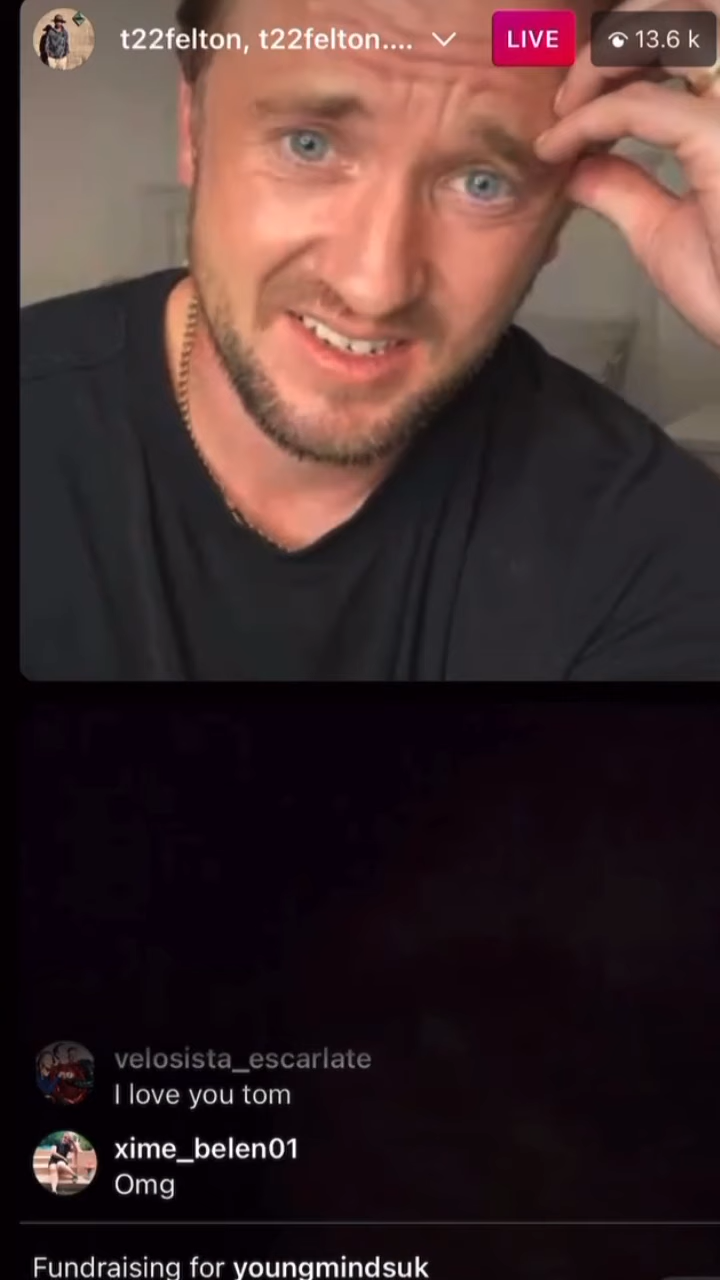 t22felton, t22felton....
LIVE
13.6 k
velosista_escarlate
I love you tom
xime_belen01
Omg
Fundraising for youngmindsuk